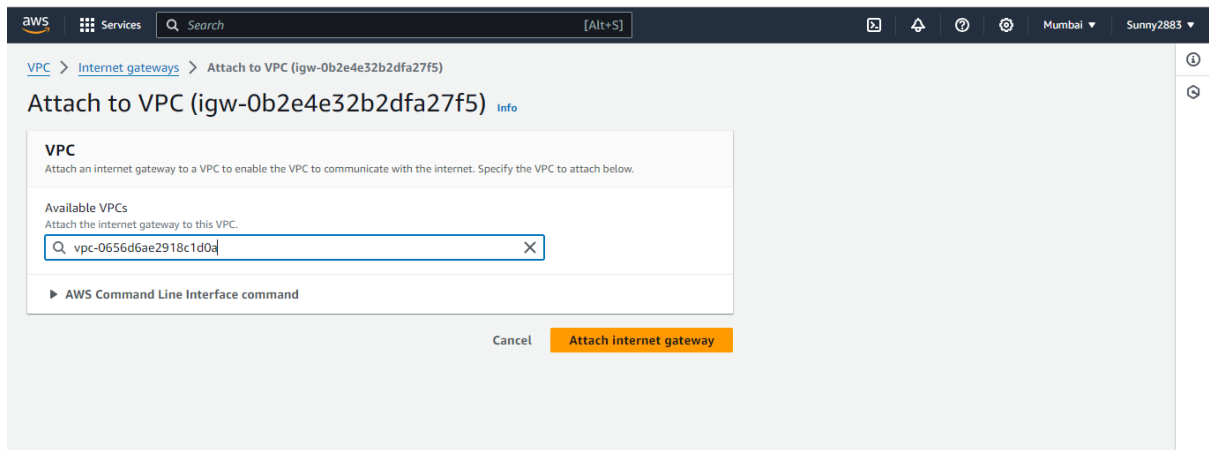 aws Services Search [Alt+S] Mumbai Sunny2883
VPC > Internet gateways > Attach to VPC (igw-0b2e4e32b2dfa27f5)
Attach to VPC (igw-0b2e4e32b2dfa27f5) Info
VPC
Attach an internet gateway to a VPC to enable the VPC to communicate with the internet. Specify the VPC to attach below.
Available VPCs
Attach the internet gateway to this VPC.
vpc-0656d6ae2918c1d0a
AWS Command Line Interface command
Cancel Attach internet gateway